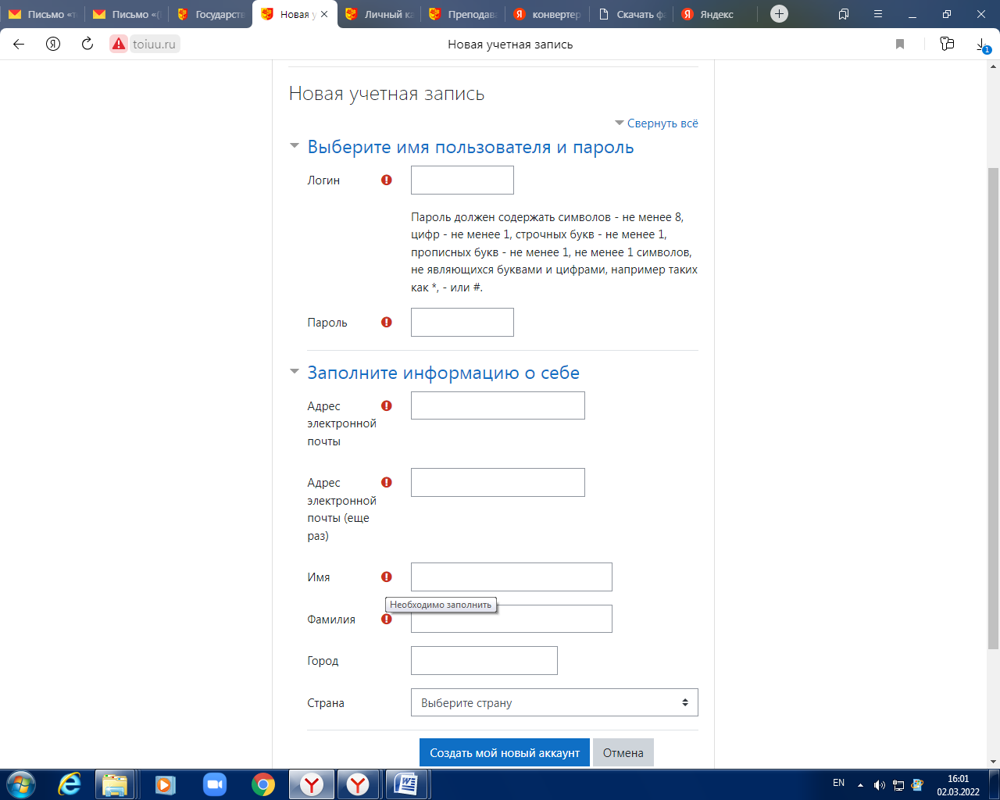 Письмо «т
Письмо «(
Государств
Новая у
Личный ка
Преподава
конвертер
Скачать фа
Яндекс
toiuu.ru
Новая учетная запись
1
Новая учетная запись
Свернуть всё
Выберите имя пользователя и пароль
Логин
Пароль должен содержать символов - не менее 8,
цифр - не менее 1, строчных букв - не менее 1,
прописных букв - не менее 1, не менее 1 символов,
не являющихся буквами и цифрами, например таких
как *, - или #.
Пароль
Заполните информацию о себе
Адрес
электронной
почты
Адрес
электронной
почты (еще
раз)
Имя
Необходимо заполнить
Фамилия
Город
Страна
Выберите страну
Создать мой новый аккаунт
Отмена
EN
16:01
02.03.2022